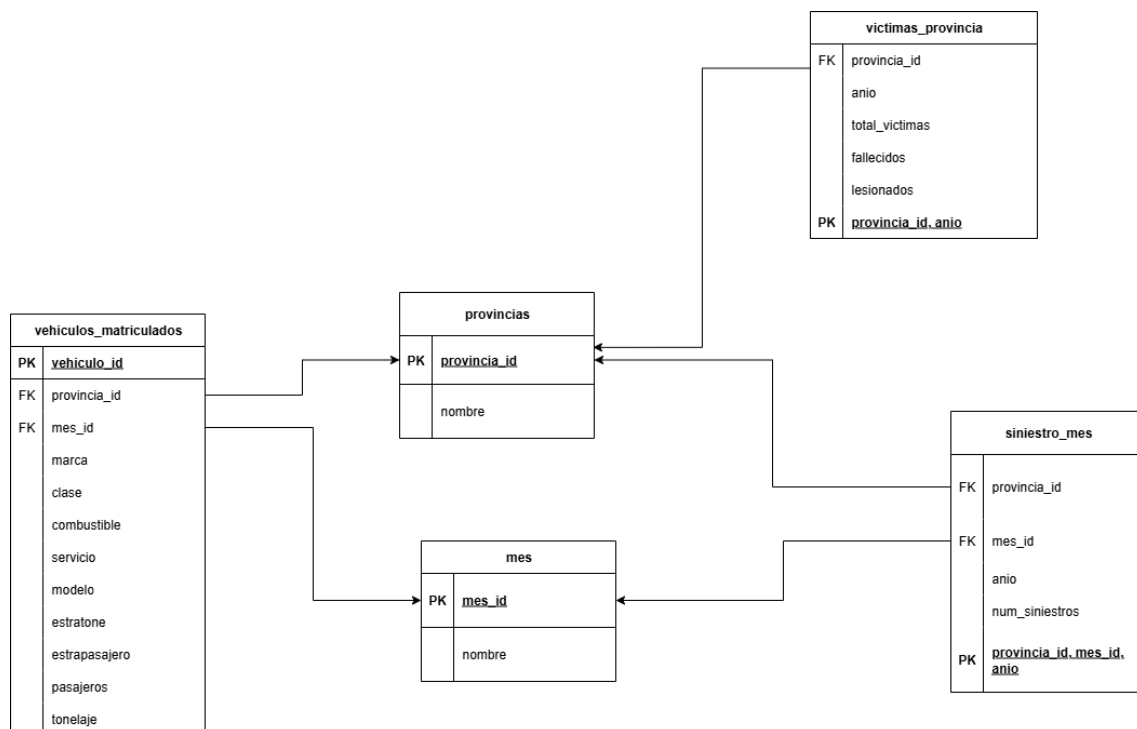 victimas_provincia
FK provincia_id
anio
total_victimas
fallecidos
lesionados
PK provincia_id, anio
provincias
PK provincia_id
nombre
vehiculos_matriculados
PK vehiculo_id
FK provincia_id
FK mes_id
marca
clase
combustible
servicio
modelo
estratone
estrapasajero
pasajeros
tonelaje
mes
PK mes_id
nombre
siniestro_mes
FK provincia_id
FK mes_id
anio
num_siniestros
PK provincia_id, mes_id,
anio